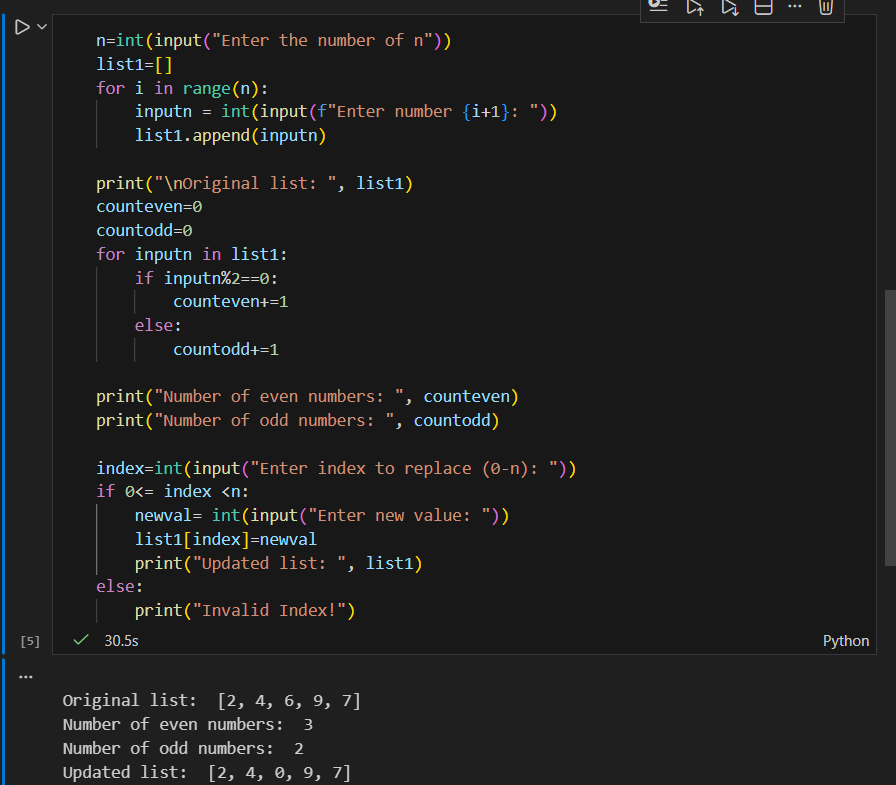 n=int(input("Enter the number of n"))
list1=[]
for i in range(n):
    inputn = int(input(f"Enter number {i+1}: "))
    list1.append(inputn)

print("\nOriginal list: ", list1)
counteven=0
countodd=0
for inputn in list1:
    if inputn%2==0:
        counteven+=1
    else:
        countodd+=1

print("Number of even numbers: ", counteven)
print("Number of odd numbers: ", countodd)

index=int(input("Enter index to replace (0-n): "))
if 0<= index <n:
    newval= int(input("Enter new value: "))
    list1[index]=newval
    print("Updated list: ", list1)
else:
    print("Invalid Index!")
[5] 30.5s Python
...
Original list:  [2, 4, 6, 9, 7]
Number of even numbers:  3
Number of odd numbers:  2
Updated list:  [2, 4, 0, 9, 7]